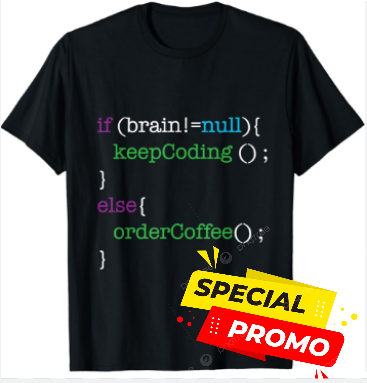 if (brain!=null){
keepCoding () ;
}
else{
orderCoffee() ;
}
SPECIAL
PROMO